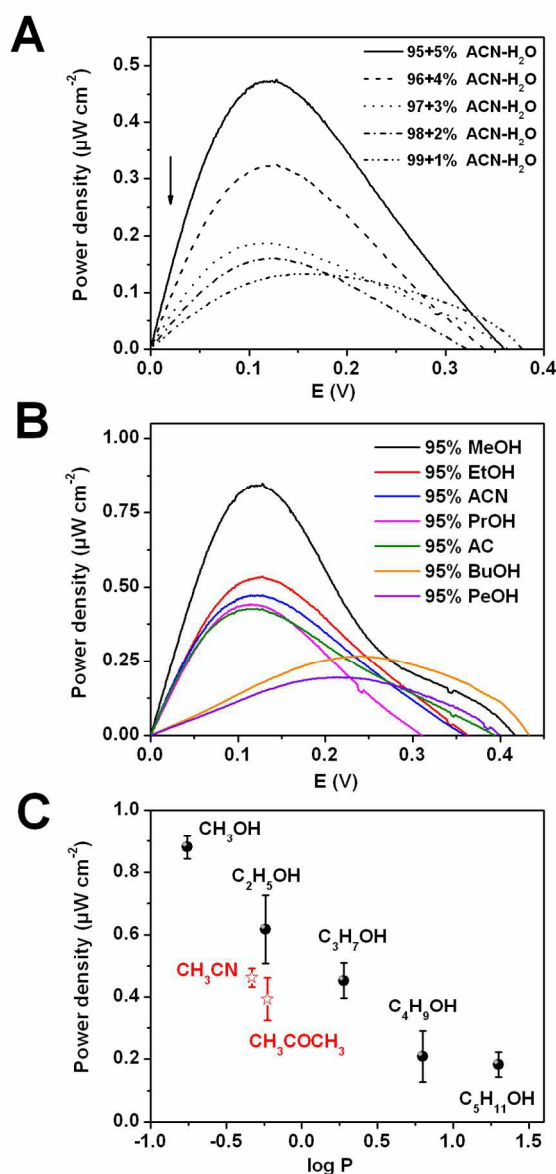 A
0.5
0.4
0.3
0.2
0.1
0.0
Power density (μW cm⁻²)
95+5% ACN-H₂O
96+4% ACN-H₂O
97+3% ACN-H₂O
98+2% ACN-H₂O
99+1% ACN-H₂O
0.0 0.1 0.2 0.3 0.4
E (V)
B
1.00
0.75
0.50
0.25
0.00
Power density (μW cm⁻²)
95% MeOH
95% EtOH
95% ACN
95% PrOH
95% AC
95% BuOH
95% PeOH
0.0 0.1 0.2 0.3 0.4
E (V)
C
1.0
0.8
0.6
0.4
0.2
0.0
Power density (μW cm⁻²)
CH₃OH
C₂H₅OH
C₃H₇OH
CH₃CN
CH₃COCH₃
C₄H₉OH
C₅H₁₁OH
-1.0 -0.5 0.0 0.5 1.0 1.5
log P